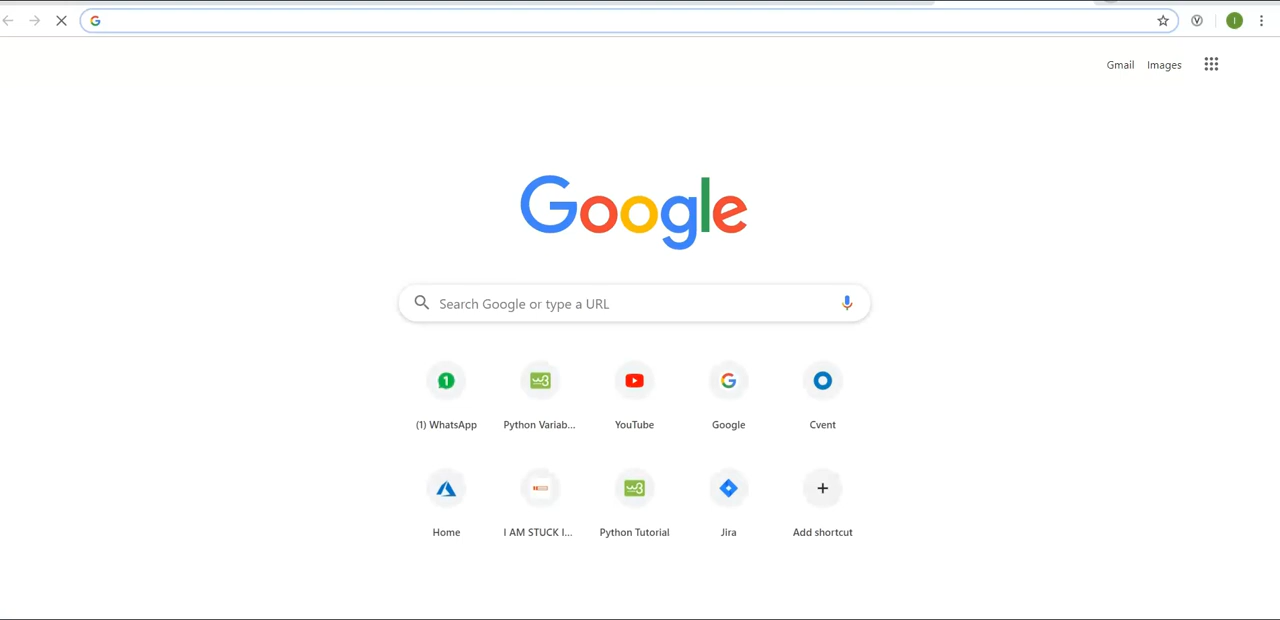 I
Gmail Images
Google
Search Google or type a URL
1
(1) WhatsApp Python Variab... YouTube Google Cvent
Home I AM STUCK I... Python Tutorial Jira Add shortcut